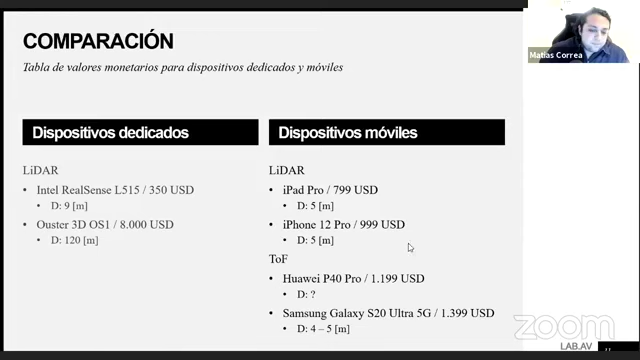 COMPARACIÓN
Tabla de valores monetarios para dispositivos dedicados y móviles
Dispositivos dedicados
LiDAR
• Intel RealSense L515 / 350 USD
• D: 9 [m]
• Ouster 3D OS1 / 8.000 USD
• D: 120 [m]
Dispositivos móviles
LiDAR
• iPad Pro / 799 USD
• D: 5 [m]
• iPhone 12 Pro / 999 USD
• D: 5 [m]
ToF
• Huawei P40 Pro / 1.199 USD
• D: ?
• Samsung Galaxy S20 Ultra 5G / 1.399 USD
• D: 4 – 5 [m]
Matías Correa
zoom
LAB.AV